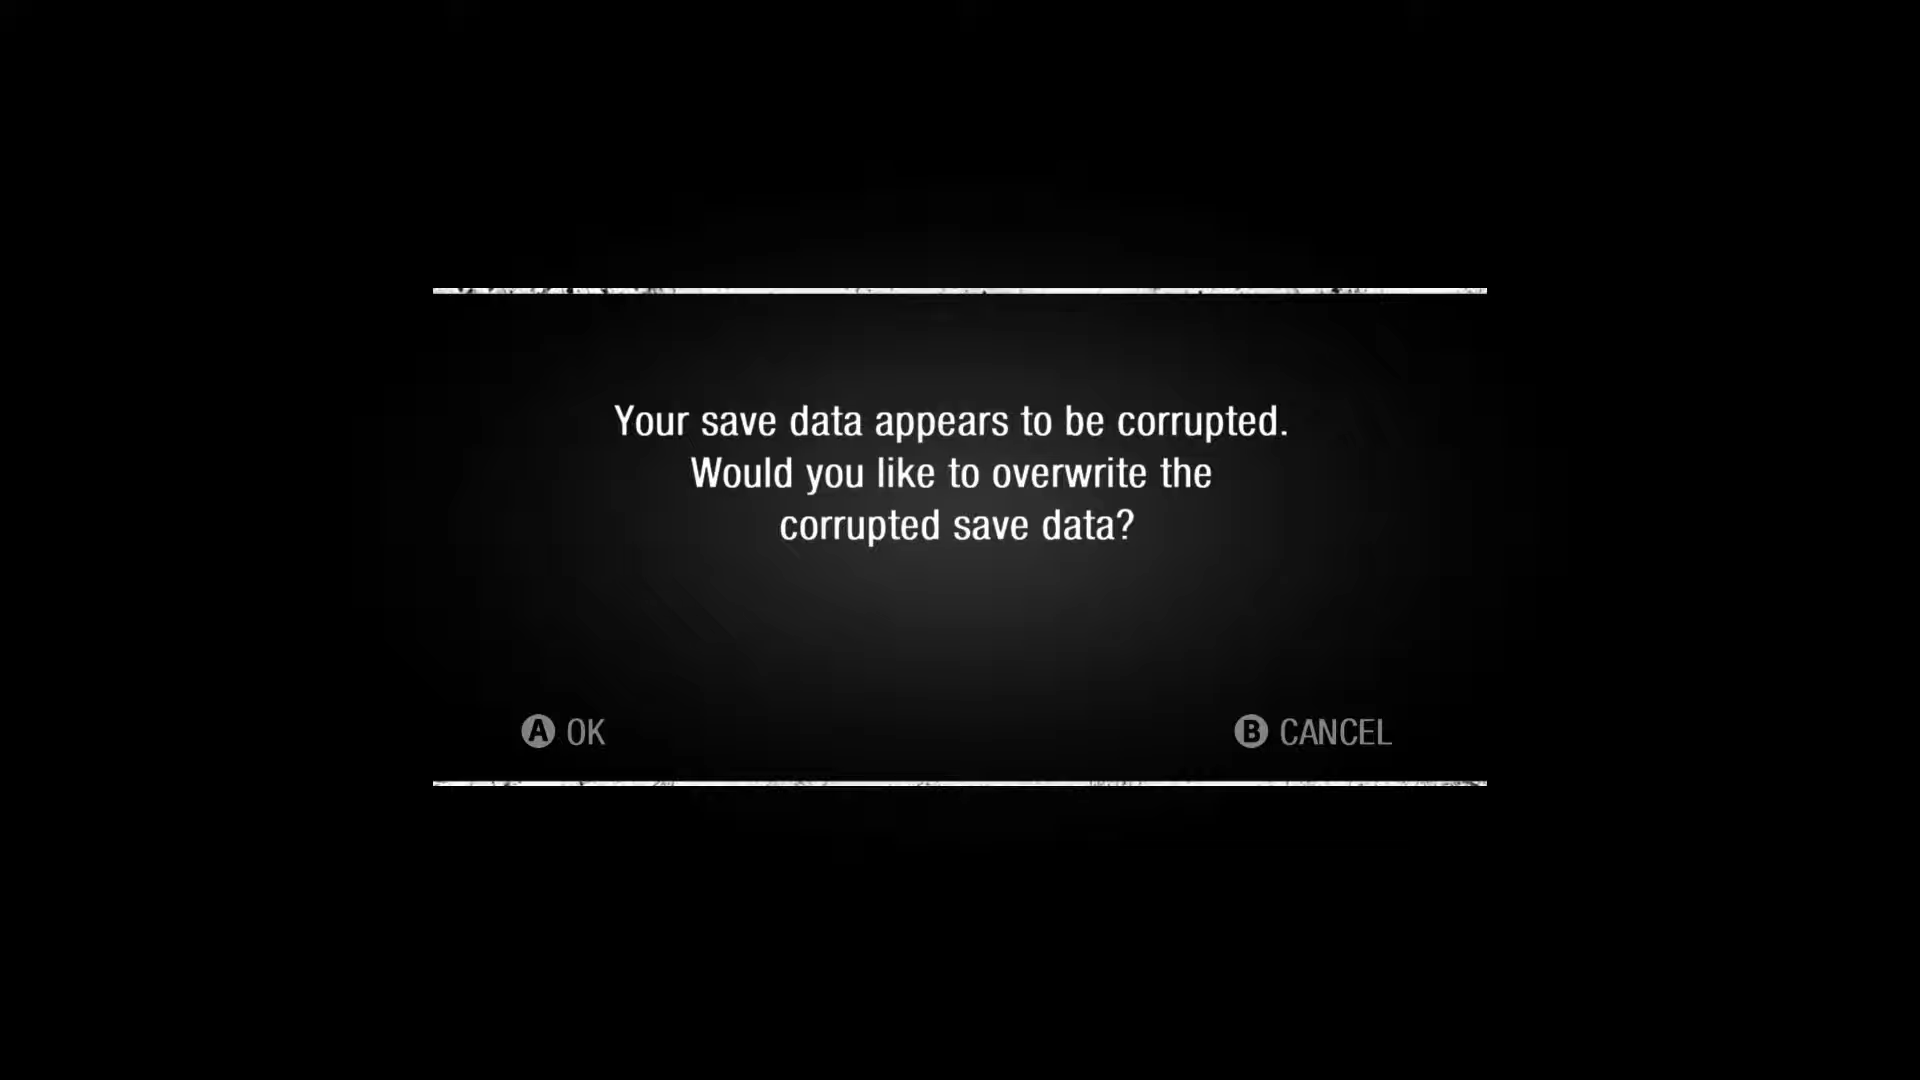 Your save data appears to be corrupted.
Would you like to overwrite the
corrupted save data?
A OK
B CANCEL